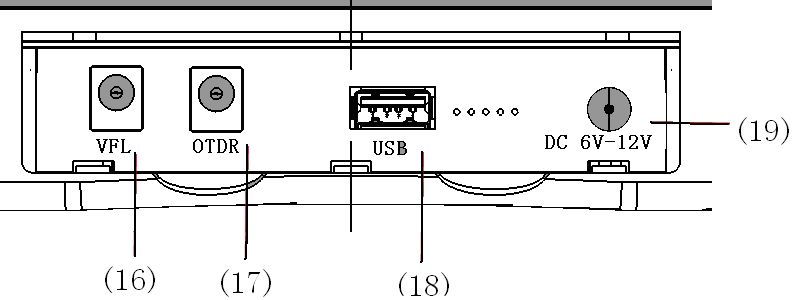 VFL OTDR USB DC 6V-12V (19)
(16) (17) (18)